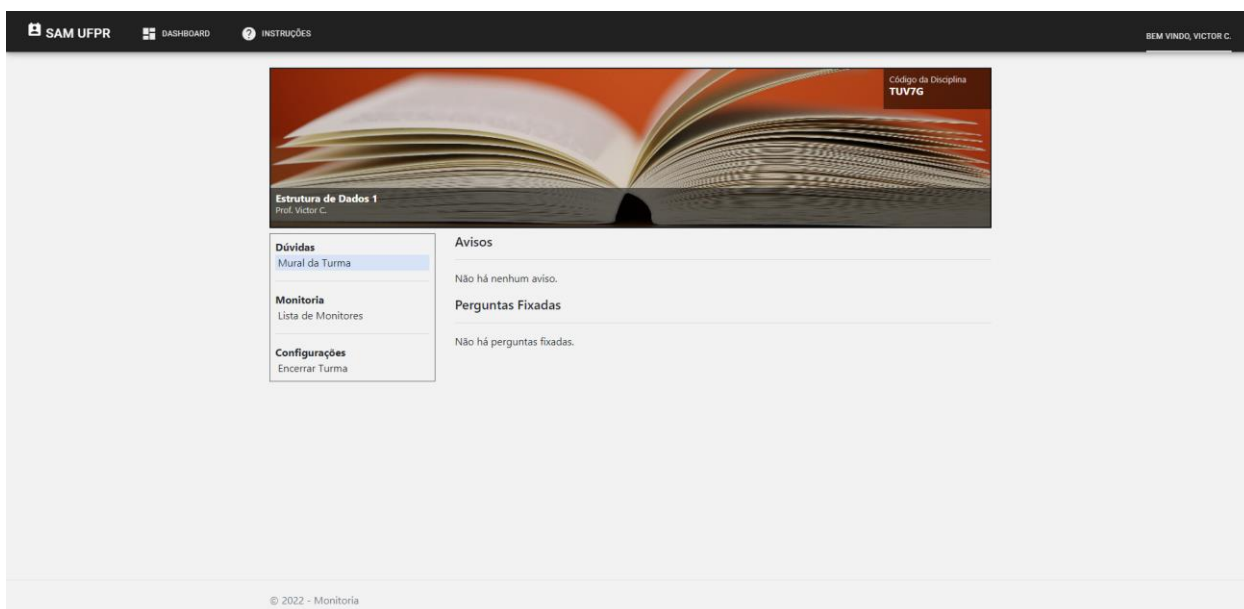 SAM UFPR
DASHBOARD
INSTRUÇÕES
BEM VINDO, VICTOR C.
Código da Disciplina
TUV7G
Estrutura de Dados 1
Prof. Victor C.
Dúvidas
Mural da Turma
Monitoria
Lista de Monitores
Configurações
Encerrar Turma
Avisos
Não há nenhum aviso.
Perguntas Fixadas
Não há perguntas fixadas.
© 2022 - Monitoria